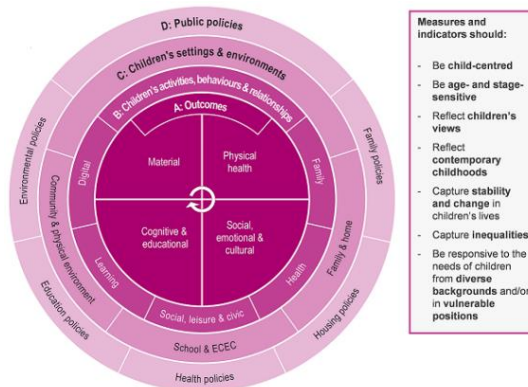 D: Public policies
C: Children's settings & environments
B: Children's activities, behaviours & relationships
A: Outcomes
Material
Physical
health
Cognitive &
educational
Social,
emotional &
cultural
Digital
Family
Learning
Health
Social, leisure & civic
Community & physical environment
Family & home
School & ECEC
Environmental policies
Family policies
Education policies
Housing policies
Health policies
Measures and
indicators should:
- Be child-centred
- Be age- and stage-
sensitive
- Reflect children's
views
- Reflect
contemporary
childhoods
- Capture stability
and change in
children's lives
- Capture inequalities
- Be responsive to the
needs of children
from diverse
backgrounds and/or
in vulnerable
positions